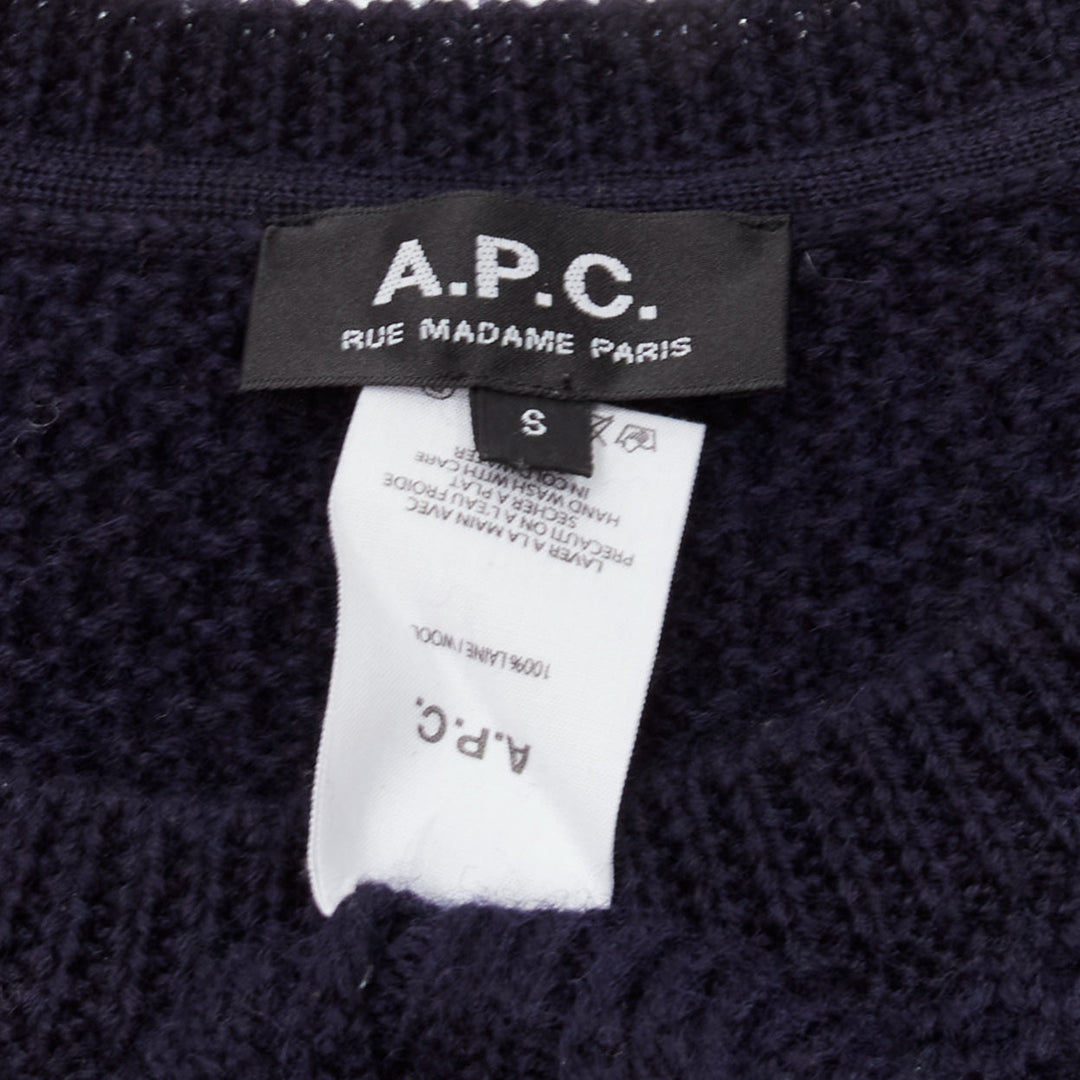 A.P.C.
RUE MADAME PARIS
S
A.P.C.
100% LAINE / WOOL
LAVER A LA MAIN AVEC
PRECAUTION A L'EAU FROIDE
SECHER A PLAT
HAND WASH WITH CARE
IN COLD WATER